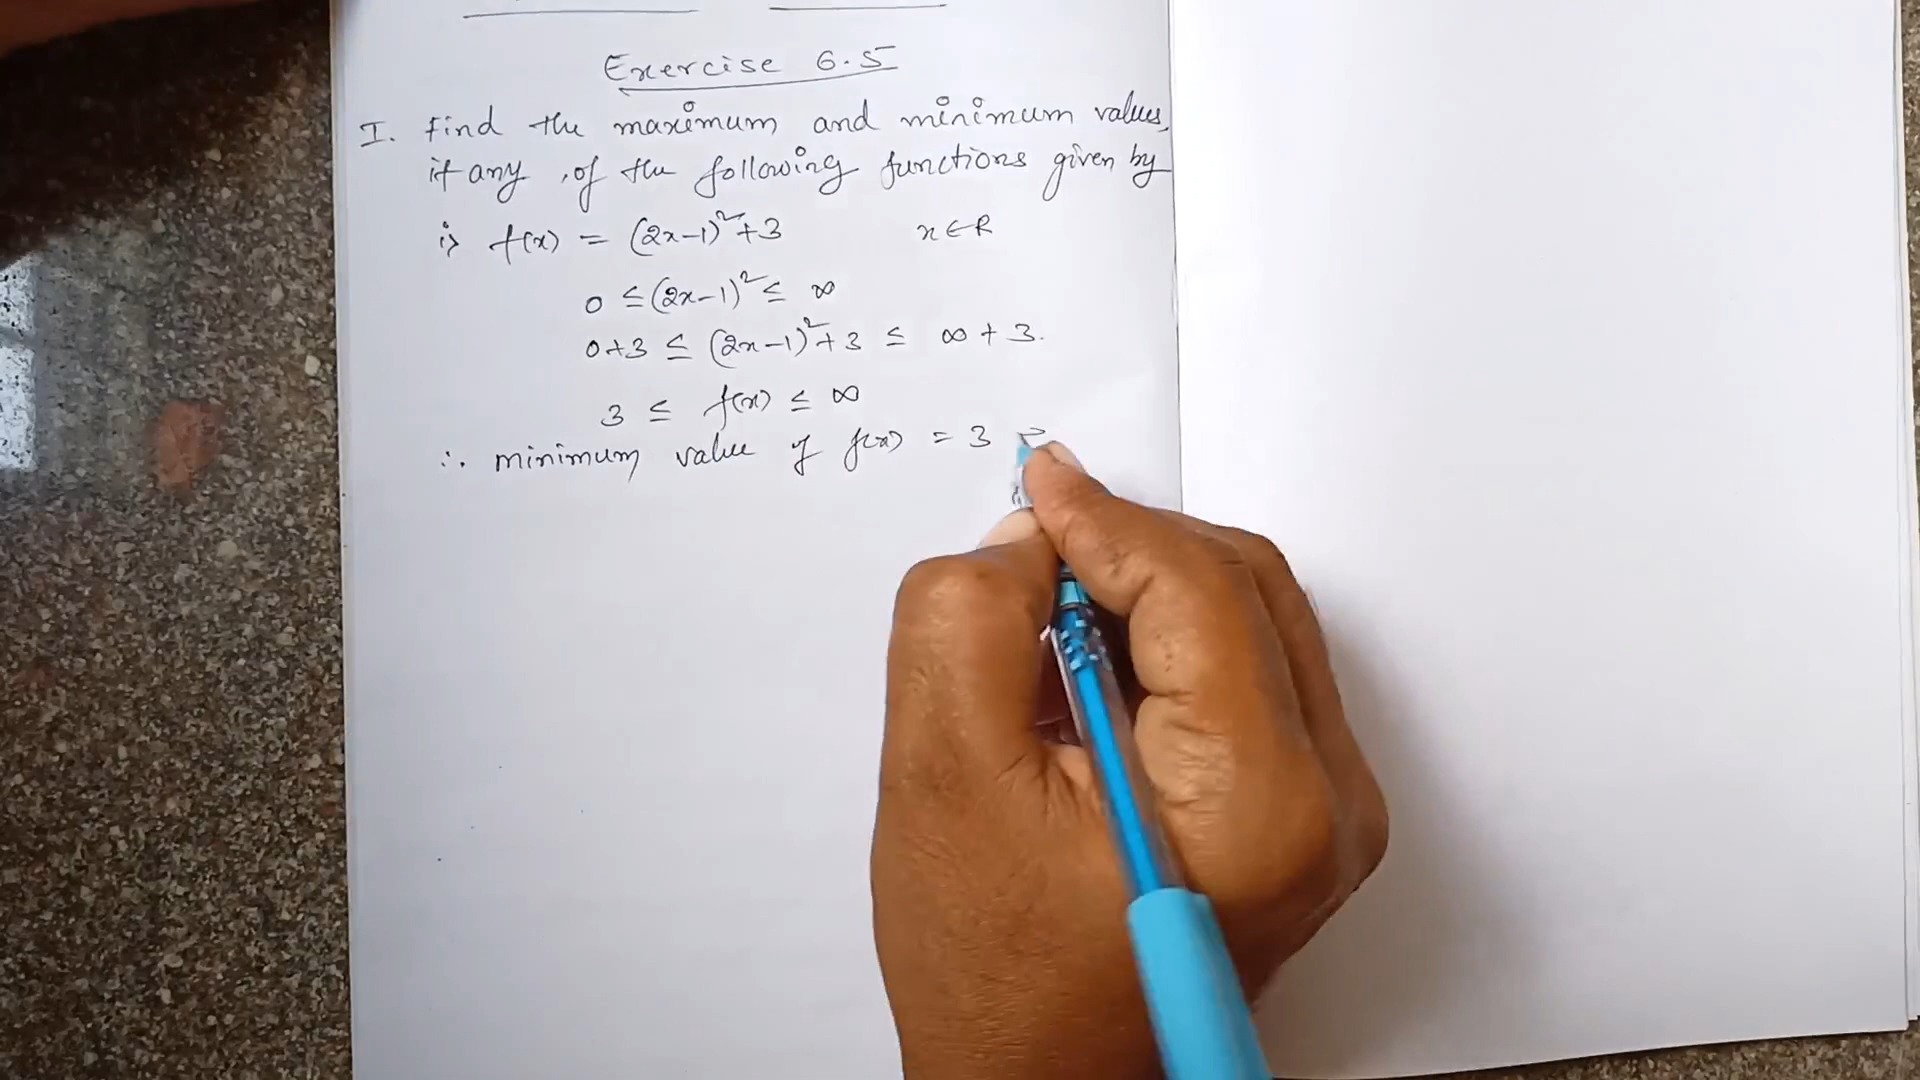 Exercise 6.5
I. Find the maximum and minimum values,
if any, of the following functions given by
i) f(x) = (2x-1)²+3 x∈R
0 ≤ (2x-1)² ≤ ∞
0+3 ≤ (2x-1)²+3 ≤ ∞ + 3.
3 ≤ f(x) ≤ ∞
∴ minimum value of f(x) = 3